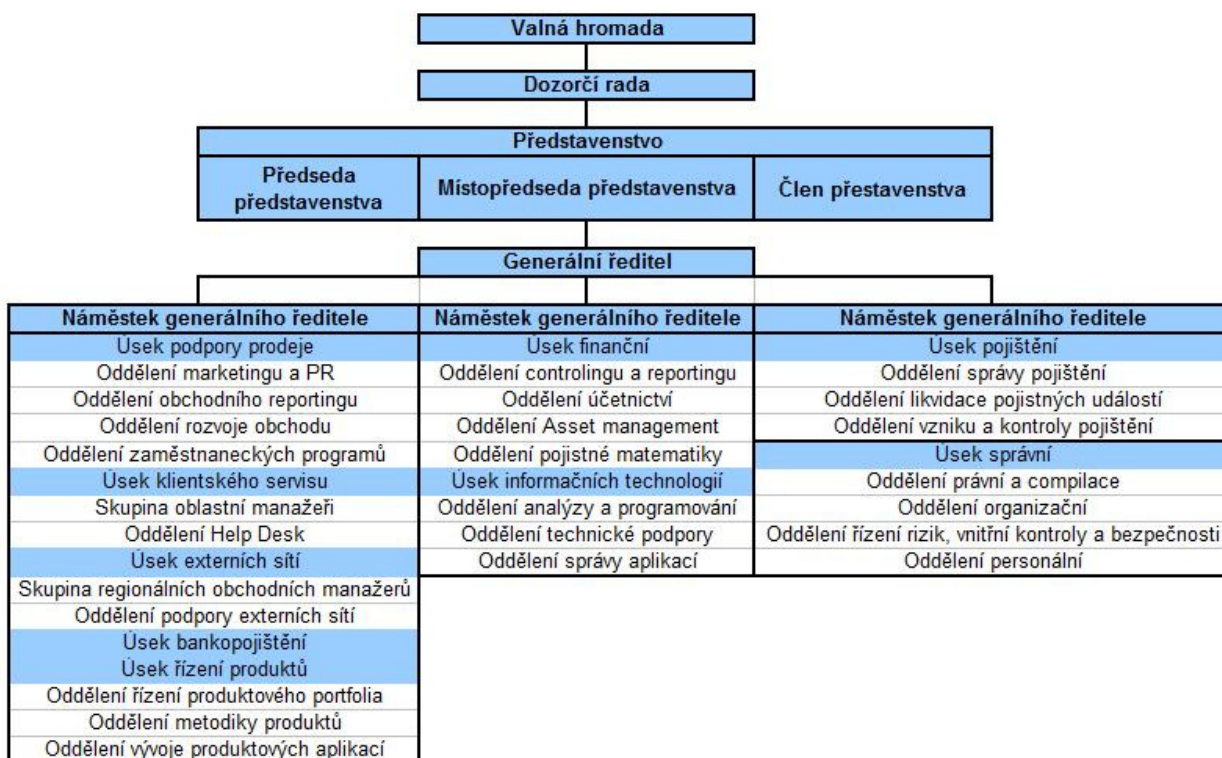 Valná hromada
Dozorčí rada
Představenstvo
Předseda
představenstva
Místopředseda představenstva
Člen přestavenstva
Generální ředitel
Náměstek generálního ředitele
Úsek podpory prodeje
Oddělení marketingu a PR
Oddělení obchodního reportingu
Oddělení rozvoje obchodu
Oddělení zaměstnaneckých programů
Úsek klientského servisu
Skupina oblastní manažeři
Oddělení Help Desk
Úsek externích sítí
Skupina regionálních obchodních manažerů
Oddělení podpory externích sítí
Úsek bankopojištění
Úsek řízení produktů
Oddělení řízení produktového portfolia
Oddělení metodiky produktů
Oddělení vývoje produktových aplikací
Náměstek generálního ředitele
Úsek finanční
Oddělení controlingu a reportingu
Oddělení účetnictví
Oddělení Asset management
Oddělení pojistné matematiky
Úsek informačních technologií
Oddělení analýzy a programování
Oddělení technické podpory
Oddělení správy aplikací
Náměstek generálního ředitele
Úsek pojištění
Oddělení správy pojištění
Oddělení likvidace pojistných událostí
Oddělení vzniku a kontroly pojištění
Úsek správní
Oddělení právní a compilace
Oddělení organizační
Oddělení řízení rizik, vnitřní kontroly a bezpečnosti
Oddělení personální